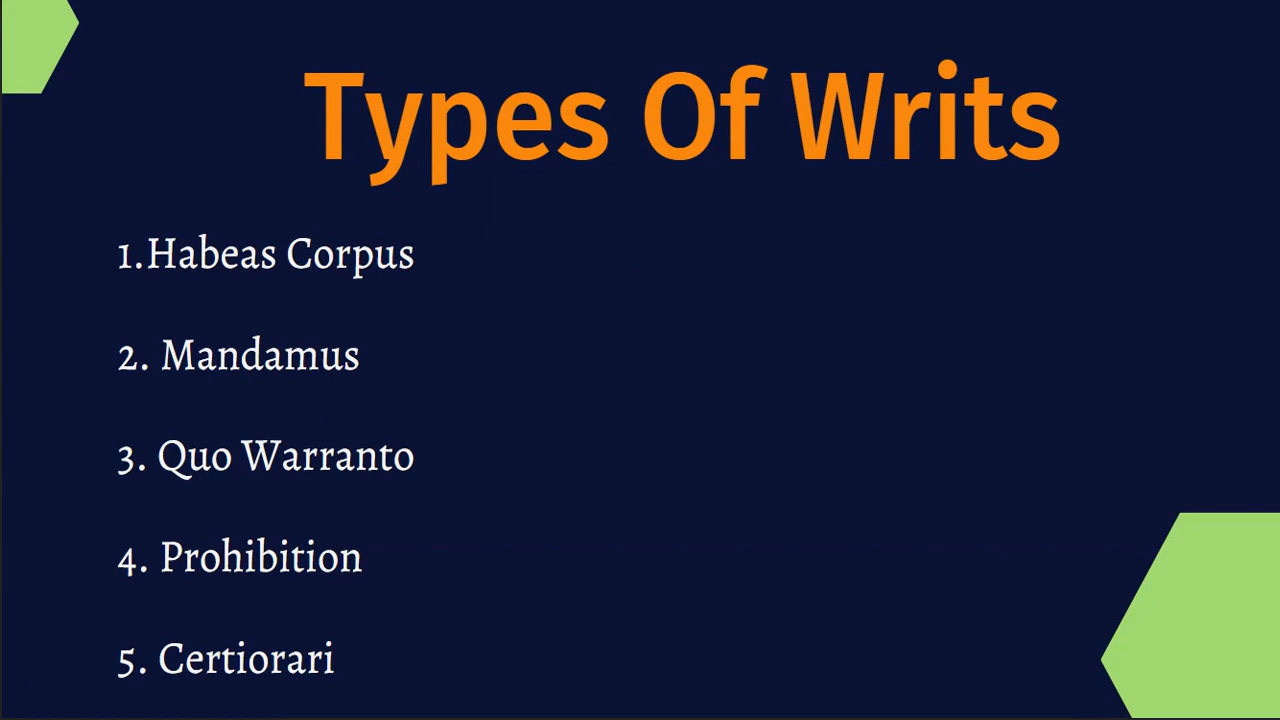 Types Of Writs
1.Habeas Corpus
2. Mandamus
3. Quo Warranto
4. Prohibition
5. Certiorari